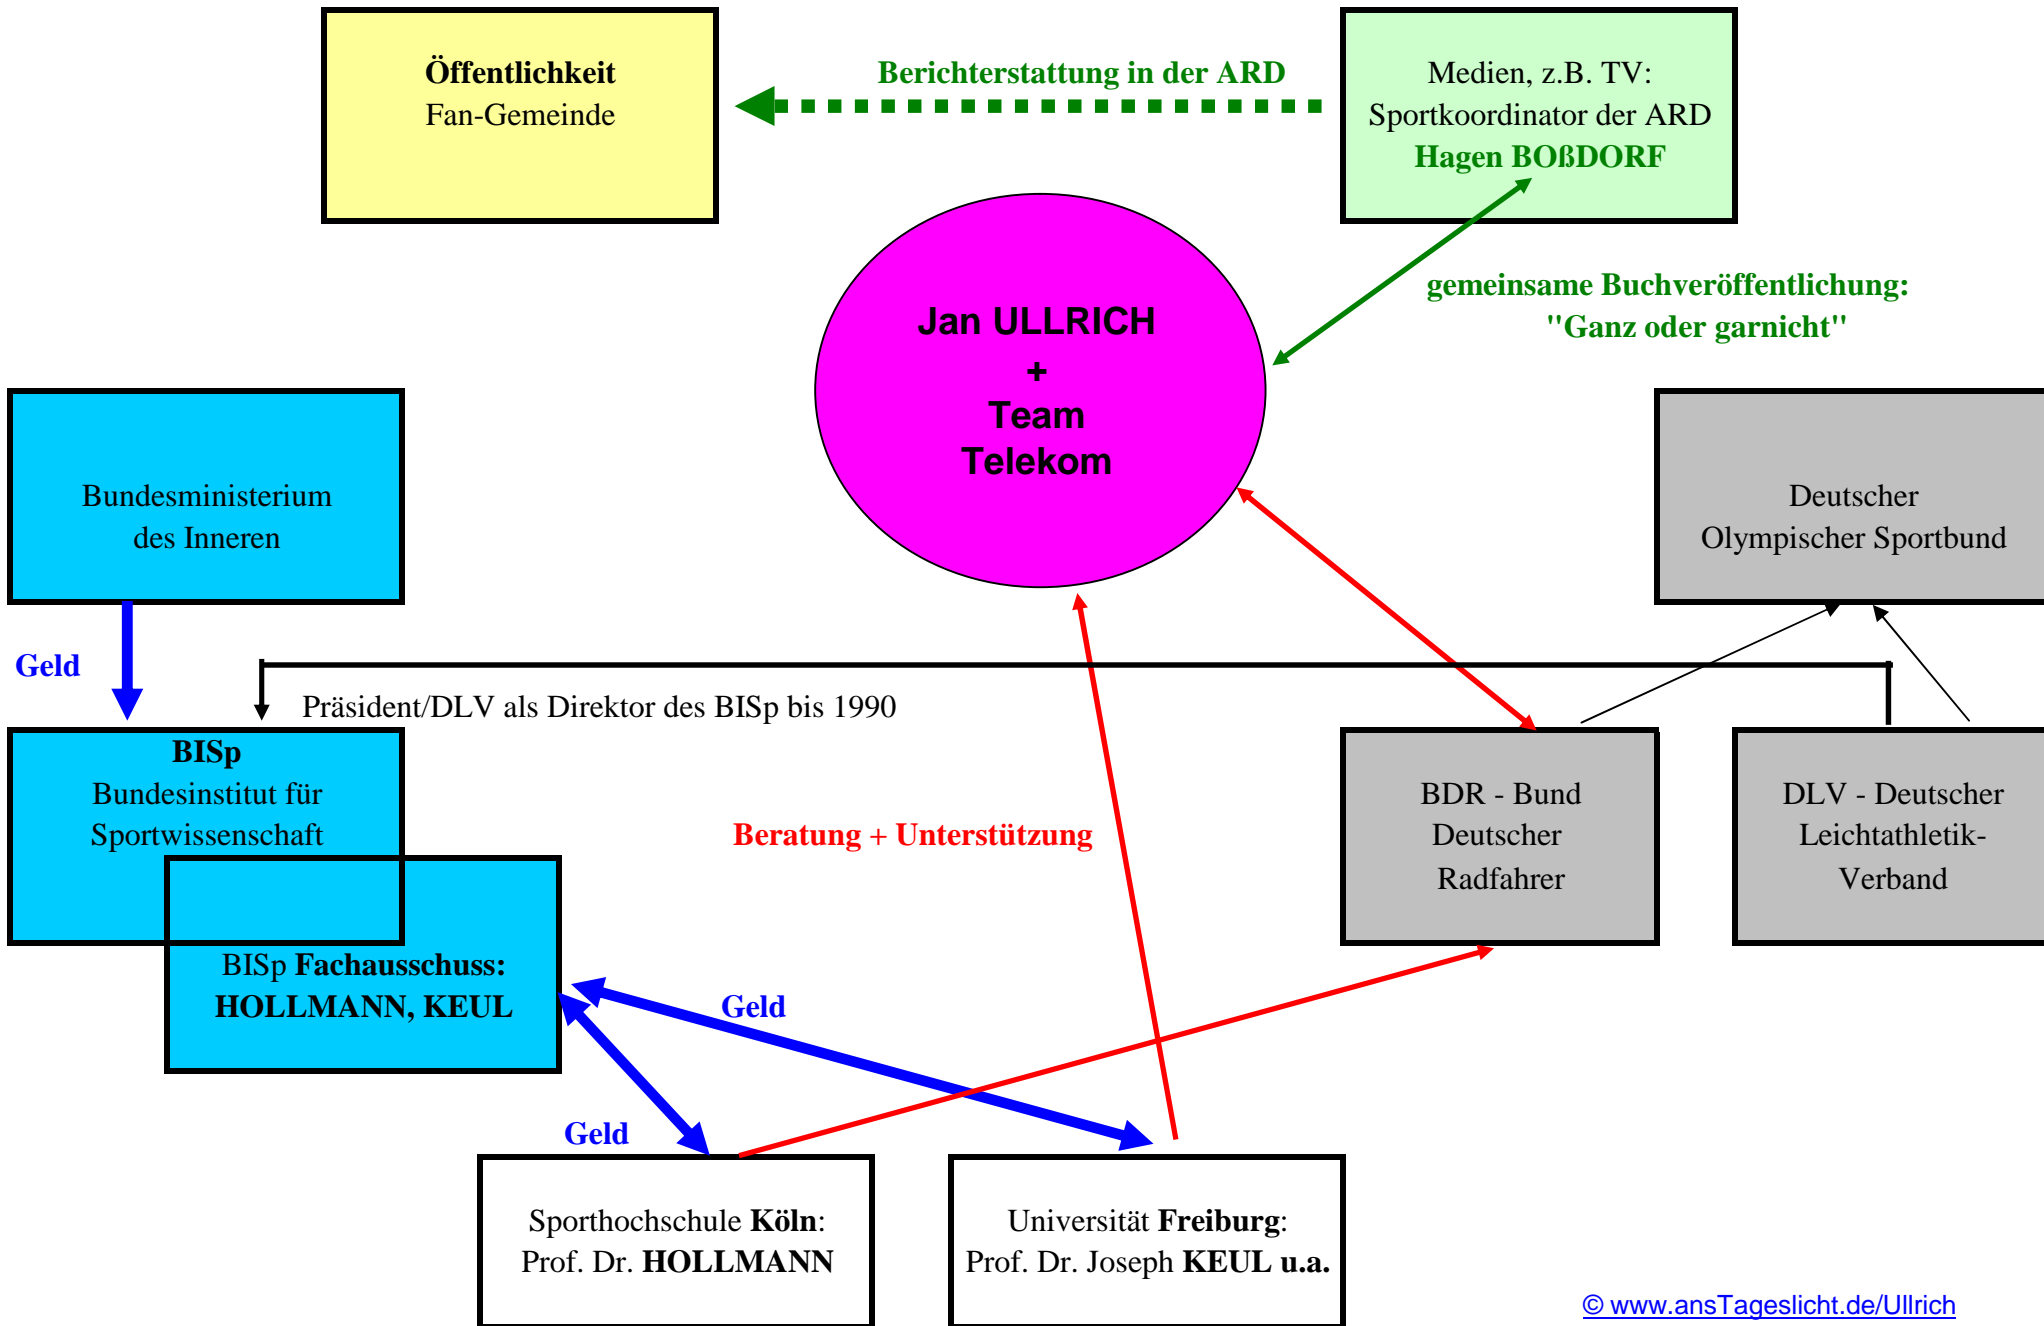 Öffentlichkeit
Fan-Gemeinde
Berichterstattung in der ARD
Medien, z.B. TV:
Sportkoordinator der ARD
Hagen BOßDORF
gemeinsame Buchveröffentlichung:
"Ganz oder garnicht"
Jan ULLRICH
+
Team
Telekom
Bundesministerium
des Inneren
Deutscher
Olympischer Sportbund
Geld
Präsident/DLV als Direktor des BISp bis 1990
BISp
Bundesinstitut für
Sportwissenschaft
Beratung + Unterstützung
BDR - Bund
Deutscher
Radfahrer
DLV - Deutscher
Leichtathletik-
Verband
BISp Fachausschuss:
HOLLMANN, KEUL
Geld
Geld
Sporthochschule Köln:
Prof. Dr. HOLLMANN
Universität Freiburg:
Prof. Dr. Joseph KEUL u.a.
© www.ansTageslicht.de/Ullrich